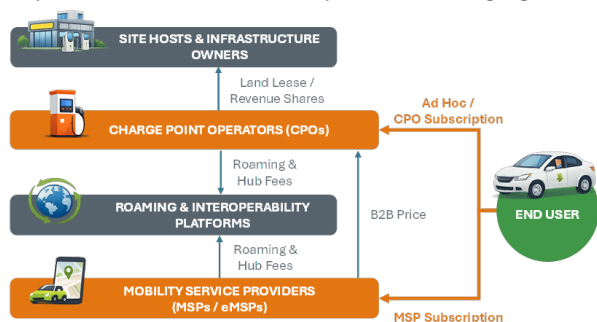 SITE HOSTS & INFRASTRUCTURE
OWNERS
Land Lease /
Revenue Shares
Ad Hoc /
CPO Subscription
CHARGE POINT OPERATORS (CPOs)
Roaming &
Hub Fees
B2B Price
END USER
ROAMING & INTEROPERABILITY
PLATFORMS
Roaming &
Hub Fees
MOBILITY SERVICE PROVIDERS
(MSPs / eMSPs)
MSP Subscription